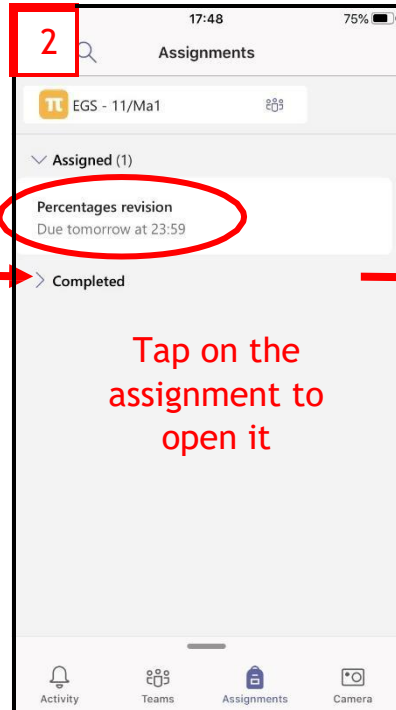 2
17:48
75%
Assignments
π EGS - 11/Ma1
Assigned (1)
Percentages revision
Due tomorrow at 23:59
Completed
Tap on the
assignment to
open it
Activity
Teams
Assignments
Camera